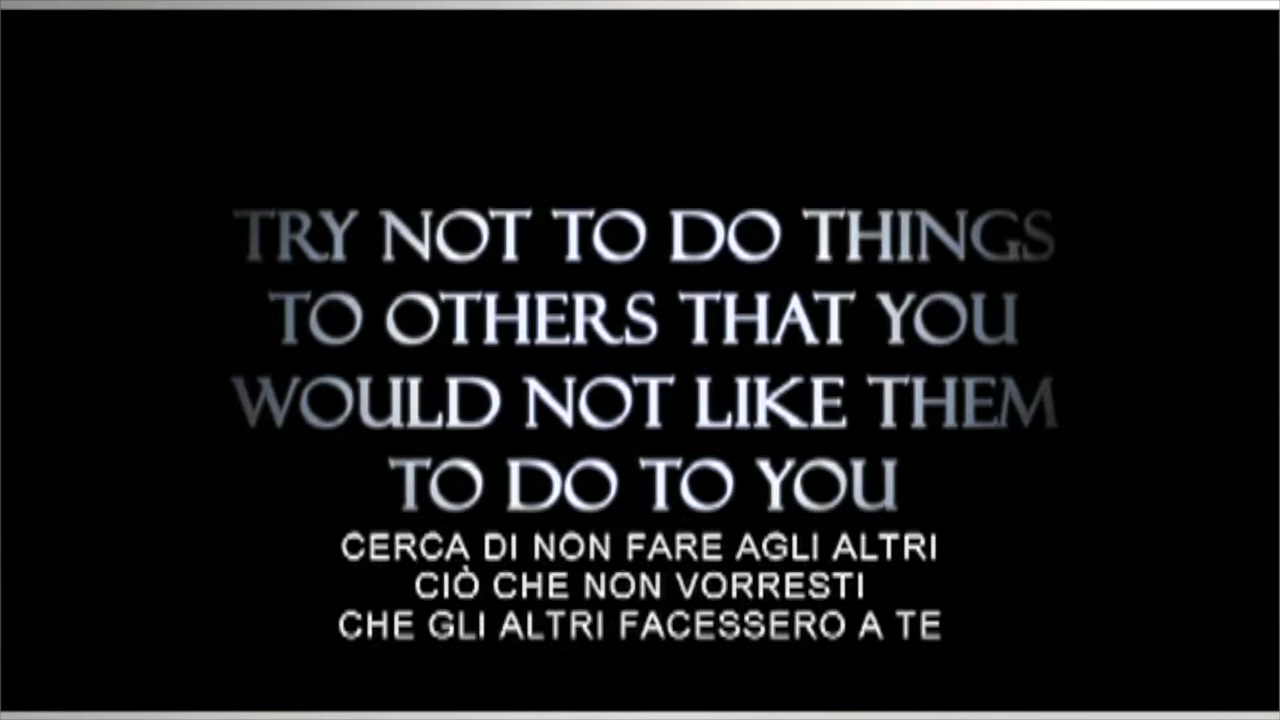 TRY NOT TO DO THINGS
TO OTHERS THAT YOU
WOULD NOT LIKE THEM
TO DO TO YOU
CERCA DI NON FARE AGLI ALTRI
CIÒ CHE NON VORRESTI
CHE GLI ALTRI FACESSERO A TE